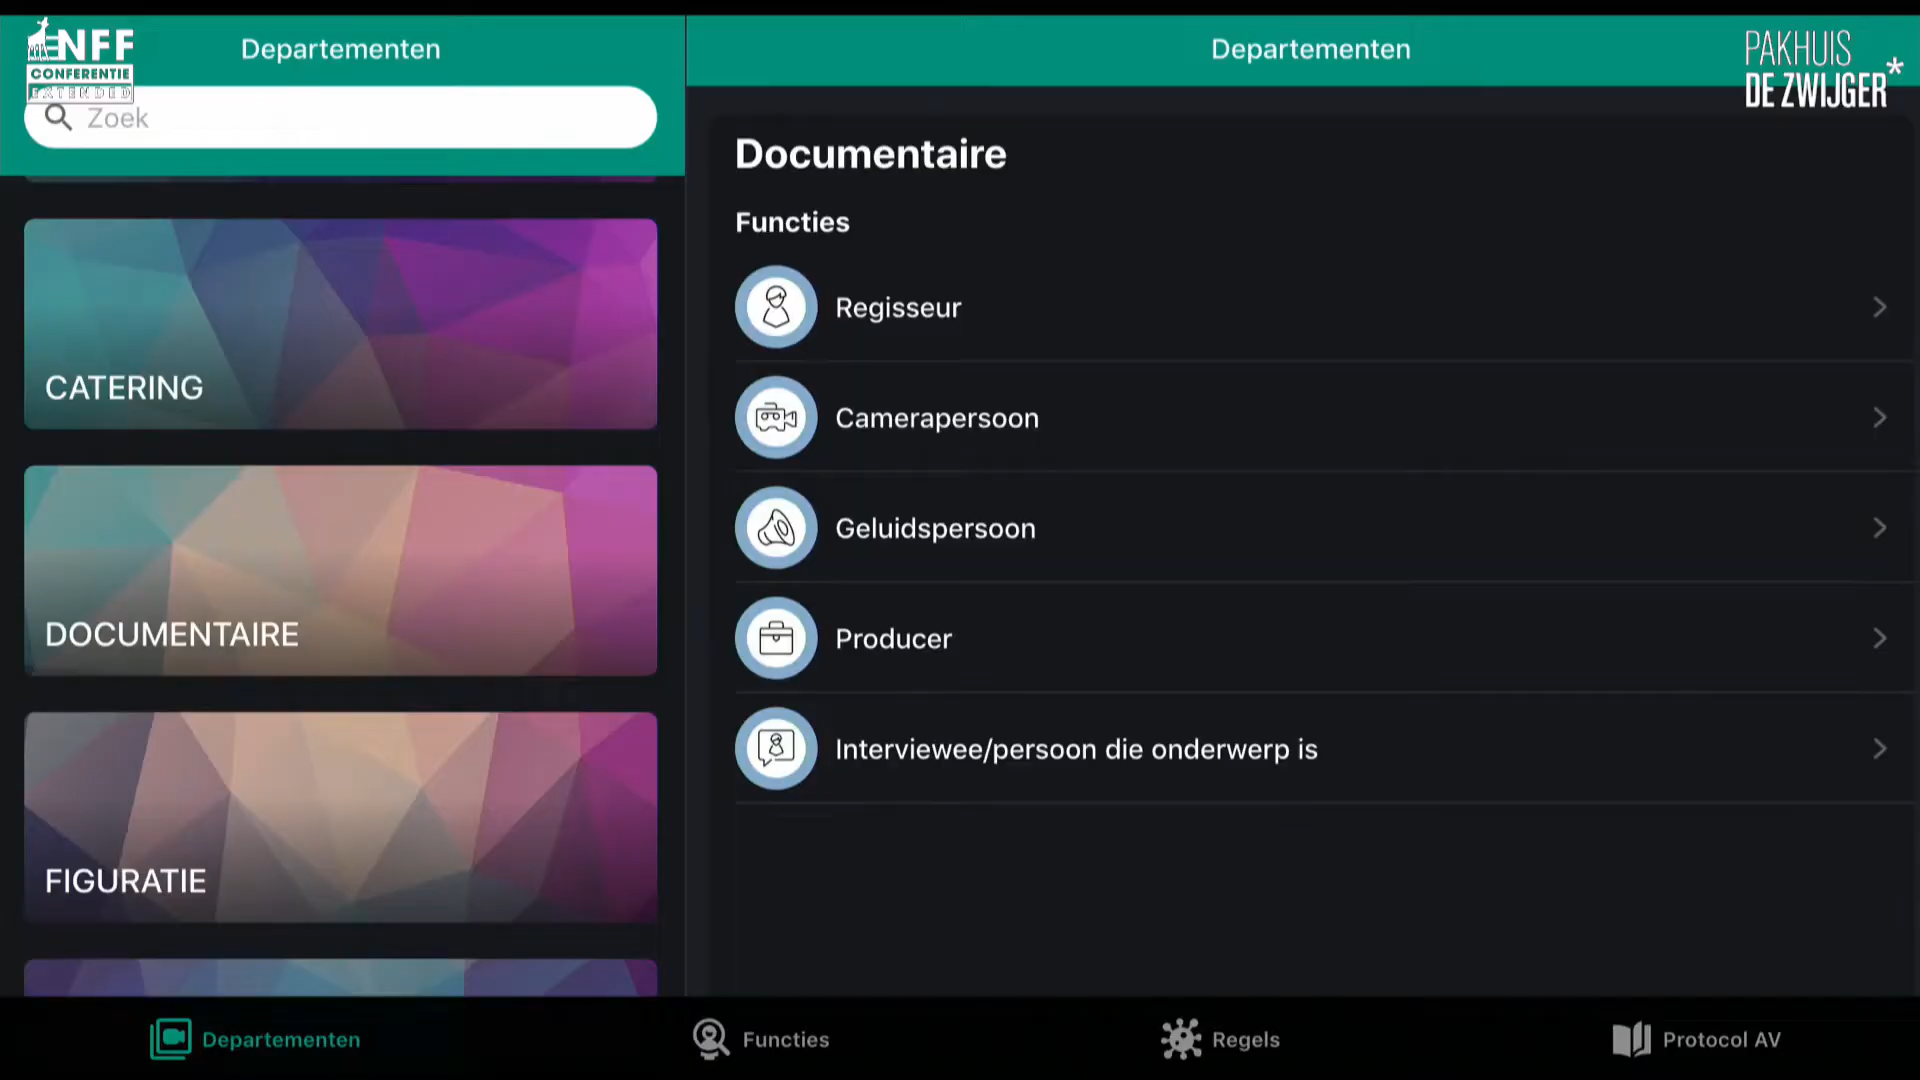 NFF
CONFERENTIE
EXTENDED
Departementen
Zoek
CATERING
DOCUMENTAIRE
FIGURATIE
Departementen
PAKHUIS
DE ZWIJGER*
Documentaire
Functies
Regisseur
Camerapersoon
Geluidspersoon
Producer
Interviewee/persoon die onderwerp is
Departementen
Functies
Regels
Protocol AV